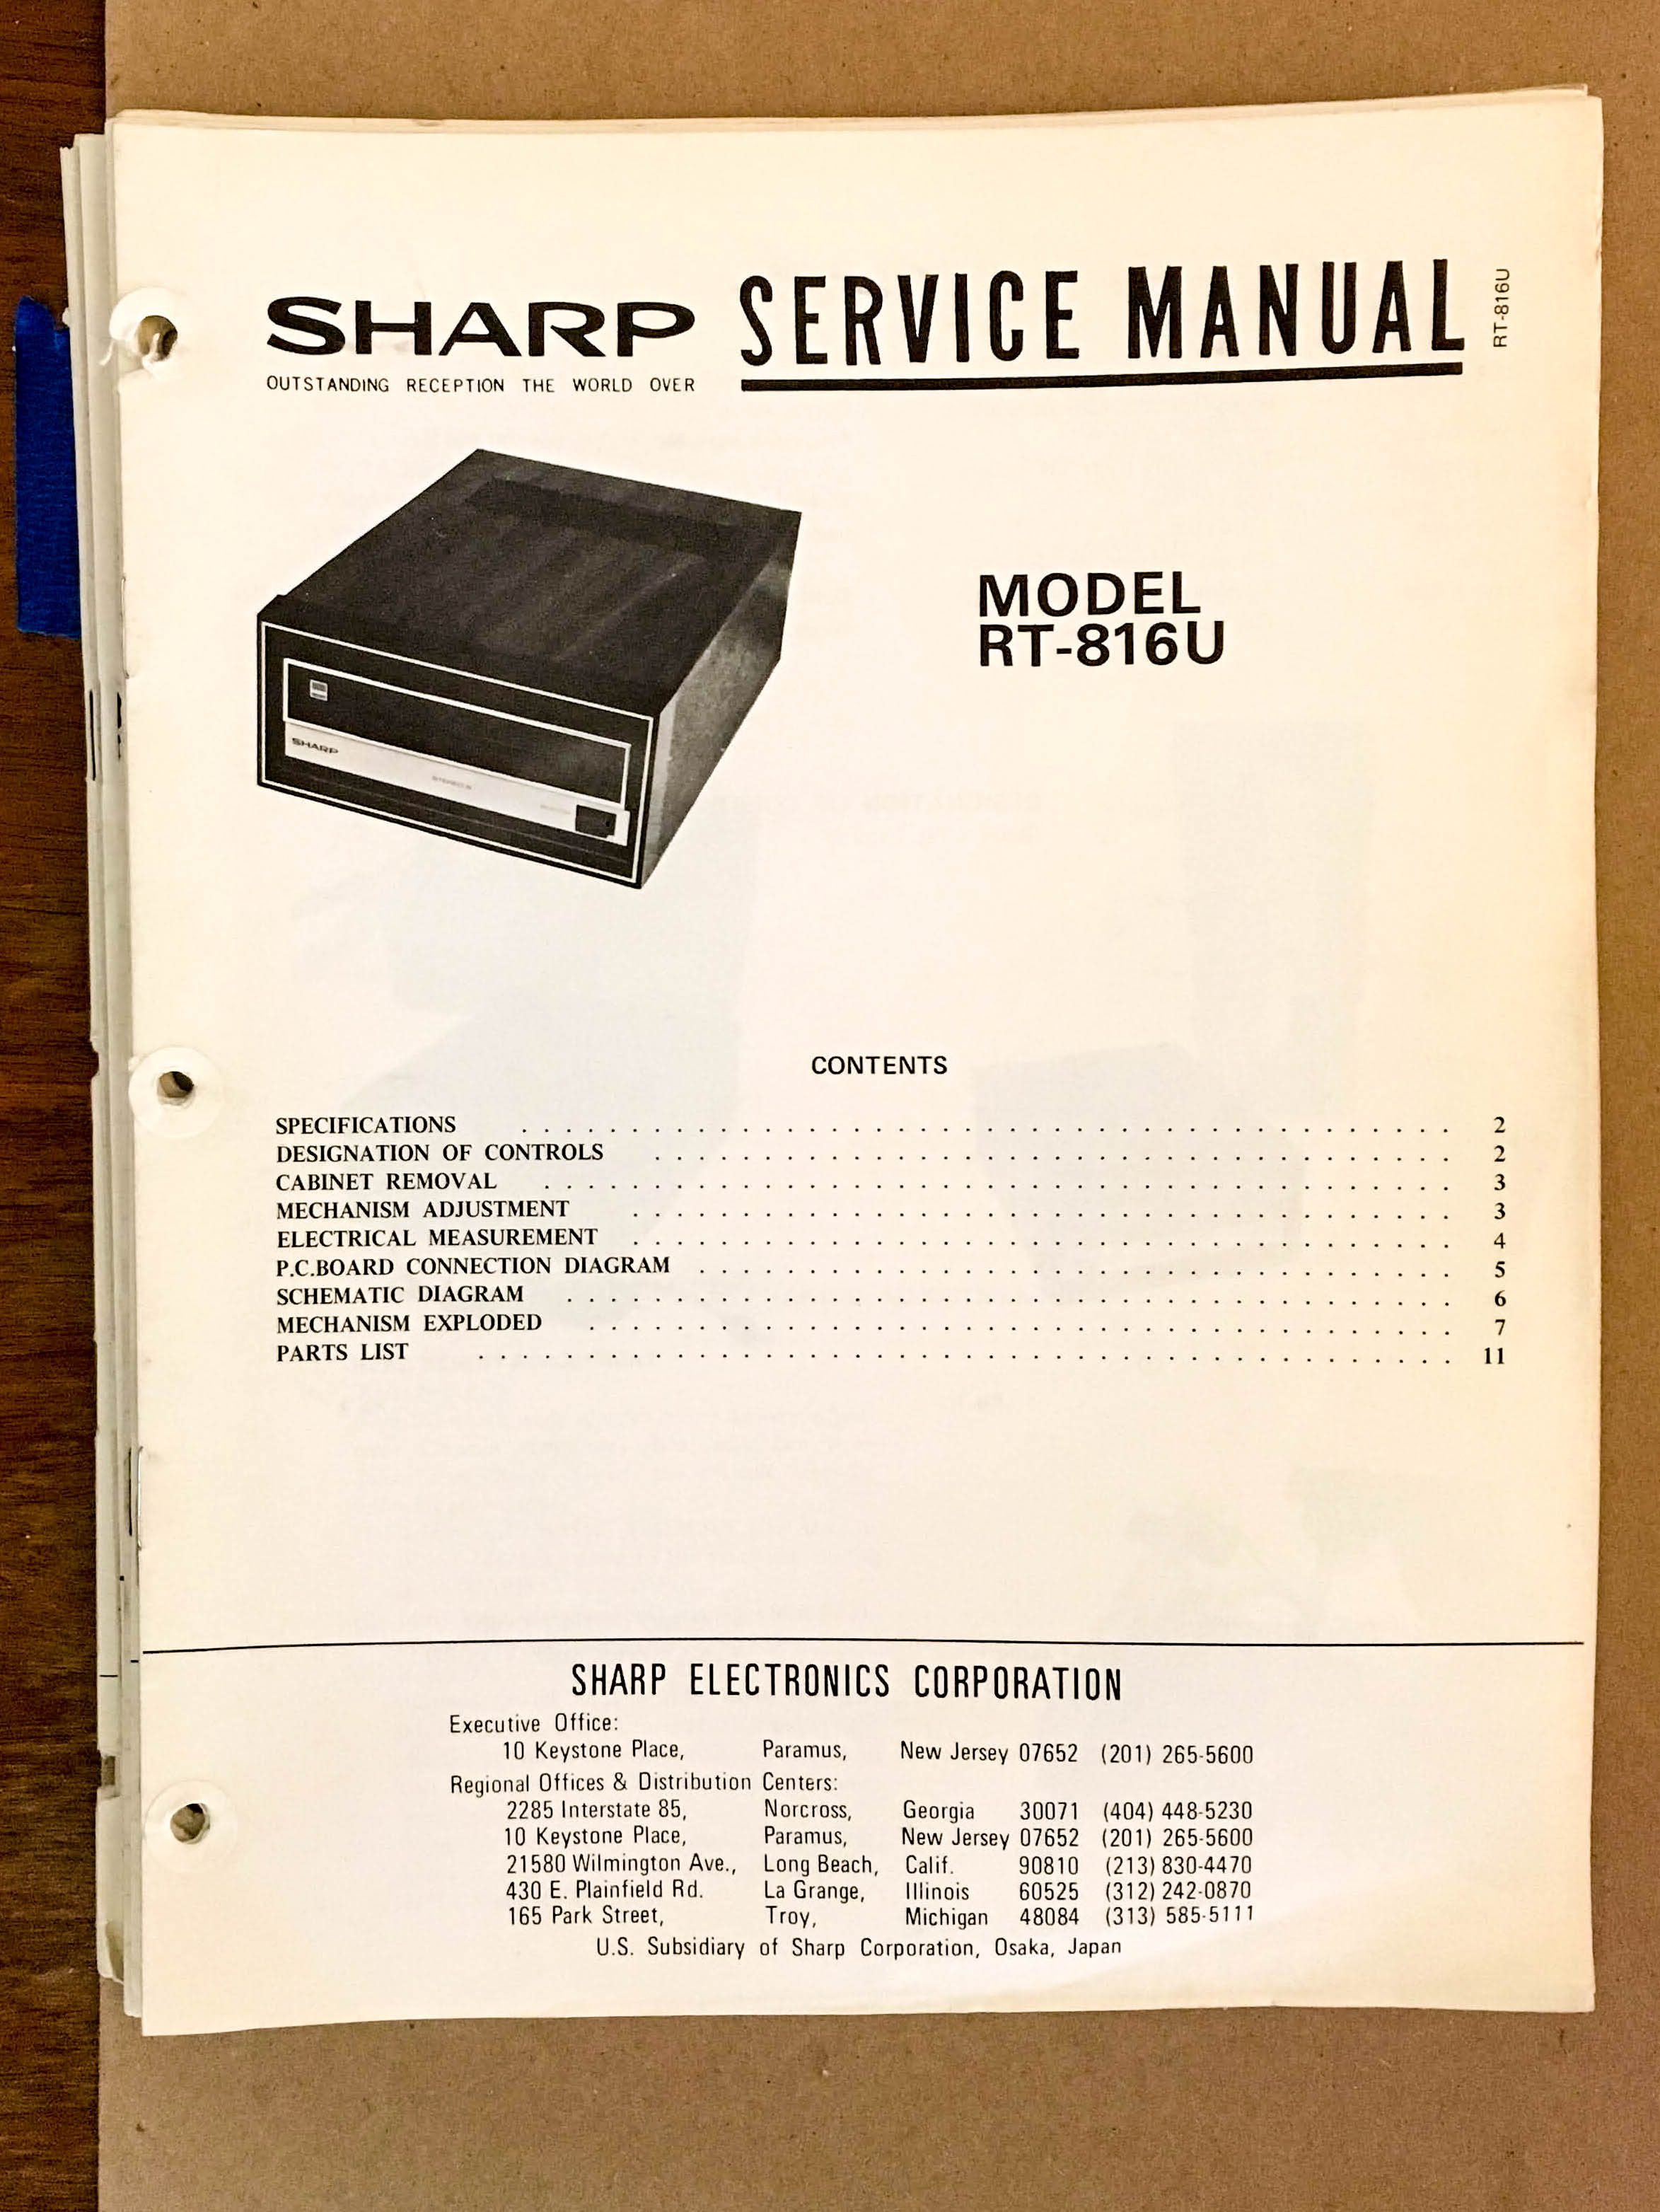 SHARP SERVICE MANUAL
RT-816U
OUTSTANDING RECEPTION THE WORLD OVER
SHARP
MODEL
RT-816U
CONTENTS
SPECIFICATIONS . . . . . . . . . . . . . . . . . . . . 2
DESIGNATION OF CONTROLS . . . . . . . . . . . . . . . . . . . . 2
CABINET REMOVAL . . . . . . . . . . . . . . . . . . . . 3
MECHANISM ADJUSTMENT . . . . . . . . . . . . . . . . . . . . 3
ELECTRICAL MEASUREMENT . . . . . . . . . . . . . . . . . . . . 4
P.C.BOARD CONNECTION DIAGRAM . . . . . . . . . . . . . . . . . . . . 5
SCHEMATIC DIAGRAM . . . . . . . . . . . . . . . . . . . . 6
MECHANISM EXPLODED . . . . . . . . . . . . . . . . . . . . 7
PARTS LIST . . . . . . . . . . . . . . . . . . . . 11
SHARP ELECTRONICS CORPORATION
Executive Office:
10 Keystone Place, Paramus, New Jersey 07652 (201) 265-5600
Regional Offices & Distribution Centers:
2285 Interstate 85, Norcross, Georgia 30071 (404) 448-5230
10 Keystone Place, Paramus, New Jersey 07652 (201) 265-5600
21580 Wilmington Ave., Long Beach, Calif. 90810 (213) 830-4470
430 E. Plainfield Rd. La Grange, Illinois 60525 (312) 242-0870
165 Park Street, Troy, Michigan 48084 (313) 585-5111
U.S. Subsidiary of Sharp Corporation, Osaka, Japan